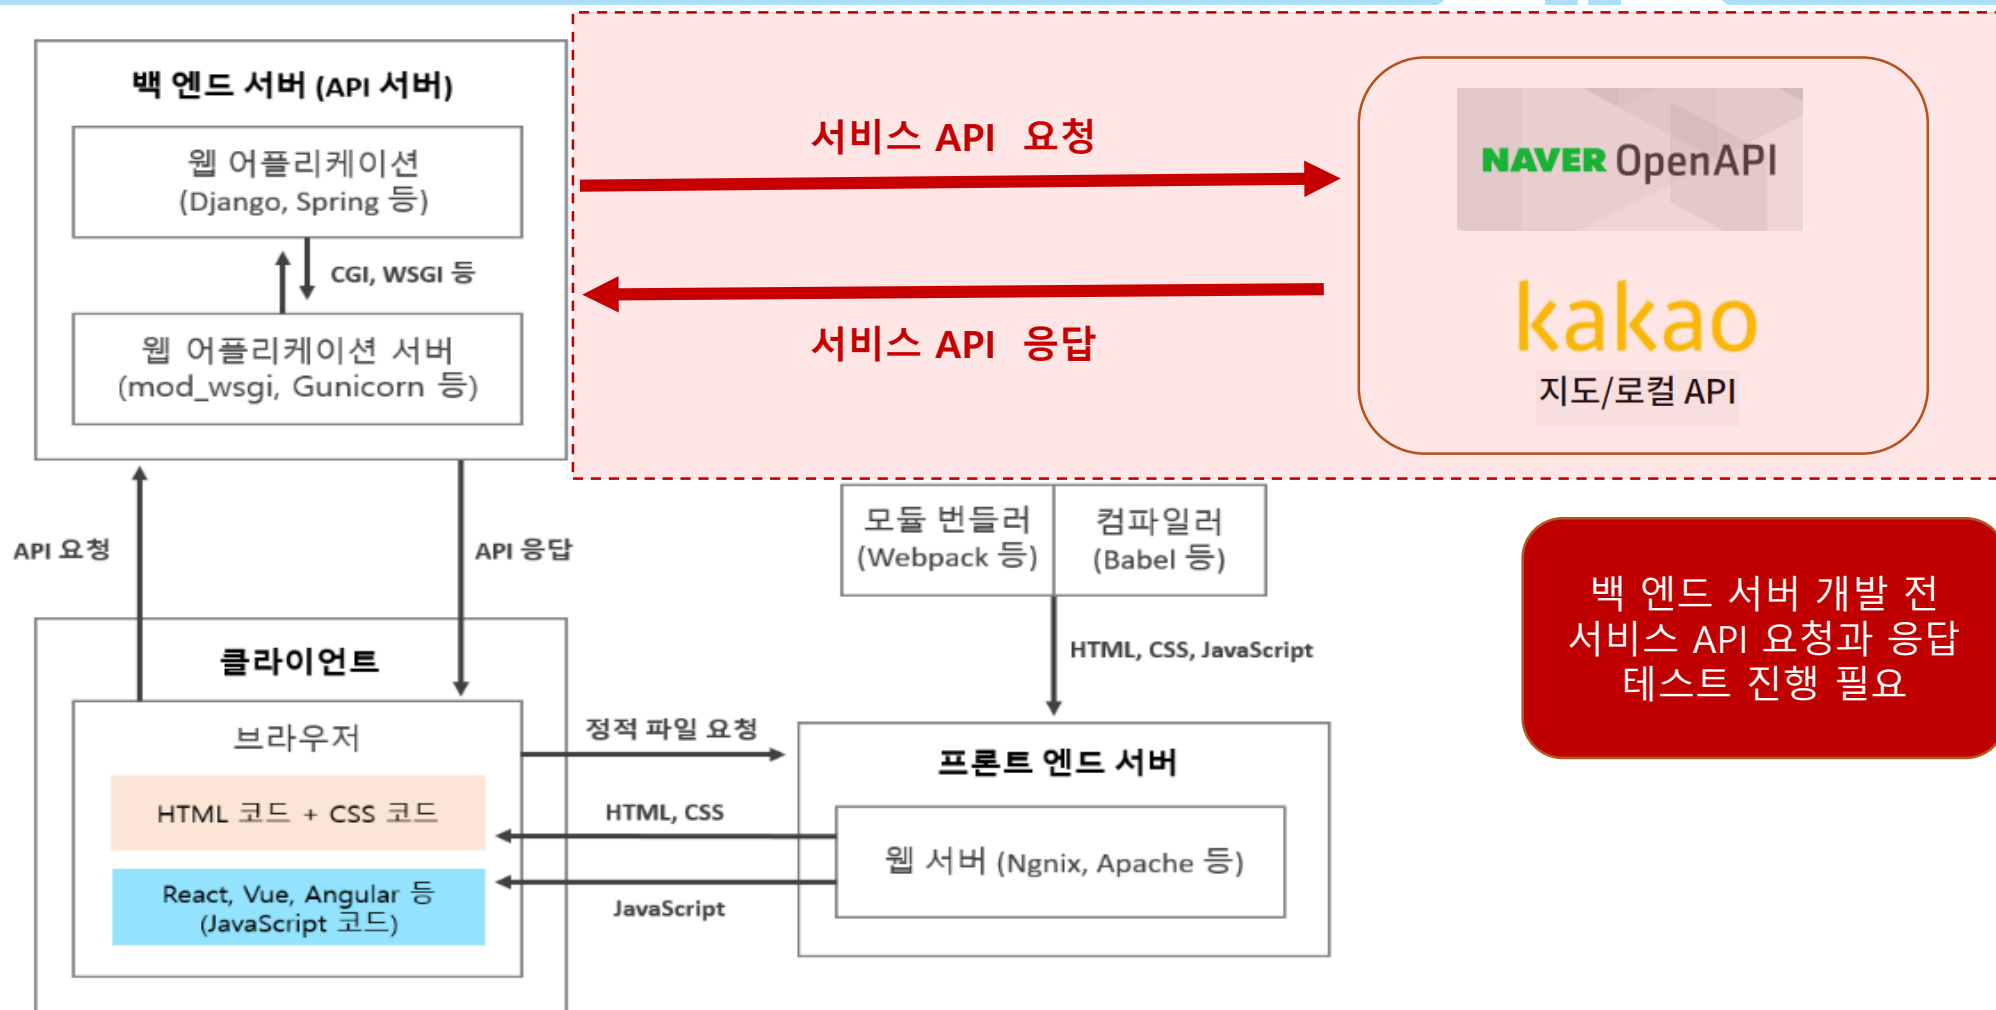 백 엔드 서버 (API 서버)
웹 어플리케이션
(Django, Spring 등)
CGI, WSGI 등
웹 어플리케이션 서버
(mod_wsgi, Gunicorn 등)
서비스 API 요청
서비스 API 응답
NAVER OpenAPI
kakao
지도/로컬 API
API 요청
API 응답
모듈 번들러
(Webpack 등)
컴파일러
(Babel 등)
HTML, CSS, JavaScript
백 엔드 서버 개발 전
서비스 API 요청과 응답
테스트 진행 필요
클라이언트
브라우저
HTML 코드 + CSS 코드
React, Vue, Angular 등
(JavaScript 코드)
정적 파일 요청
HTML, CSS
JavaScript
프론트 엔드 서버
웹 서버 (Ngnix, Apache 등)